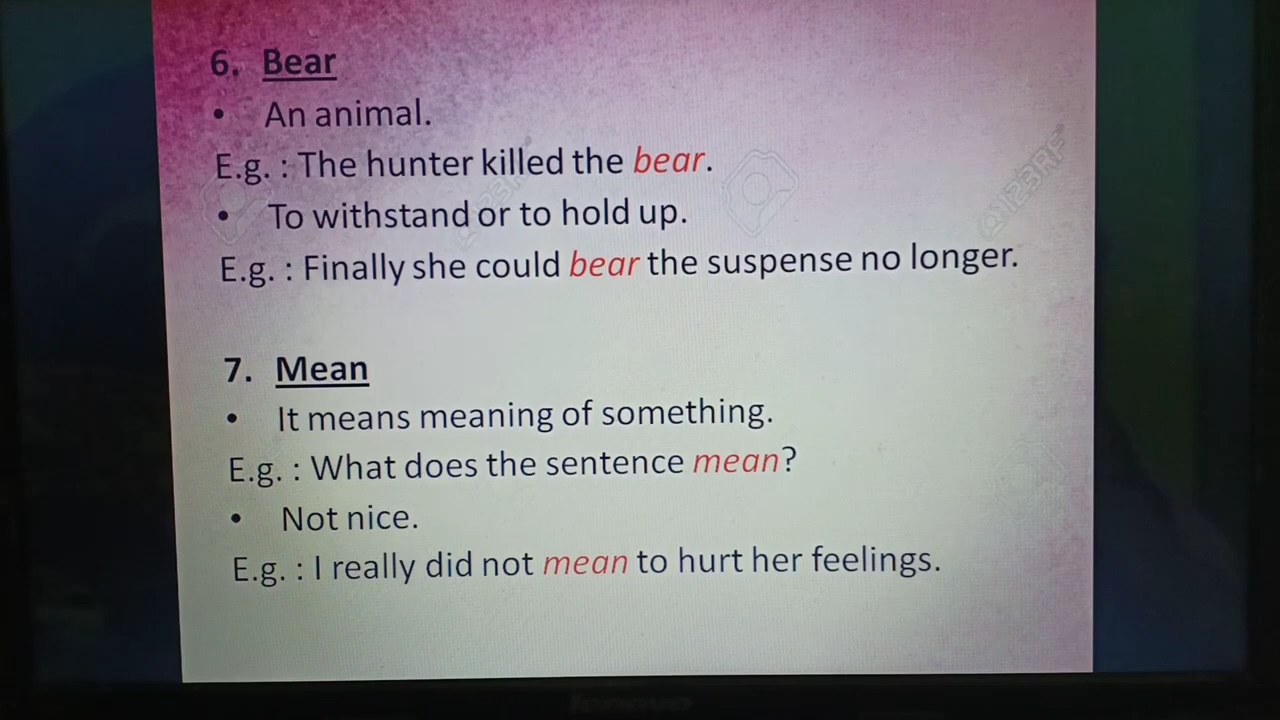 6. Bear
• An animal.
E.g. : The hunter killed the bear.
• To withstand or to hold up.
E.g. : Finally she could bear the suspense no longer.
7. Mean
• It means meaning of something.
E.g. : What does the sentence mean?
• Not nice.
E.g. : I really did not mean to hurt her feelings.